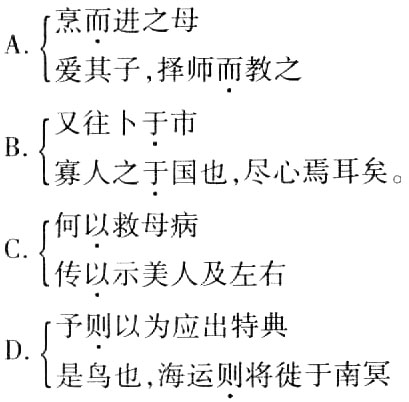 A. 烹而进之母
爱其子,择师而教之
B. 又往卜于市
寡人之于国也,尽心焉耳矣。
C. 何以救母病
传以示美人及左右
D. 予则以为应出特典
是鸟也,海运则将徙于南冥